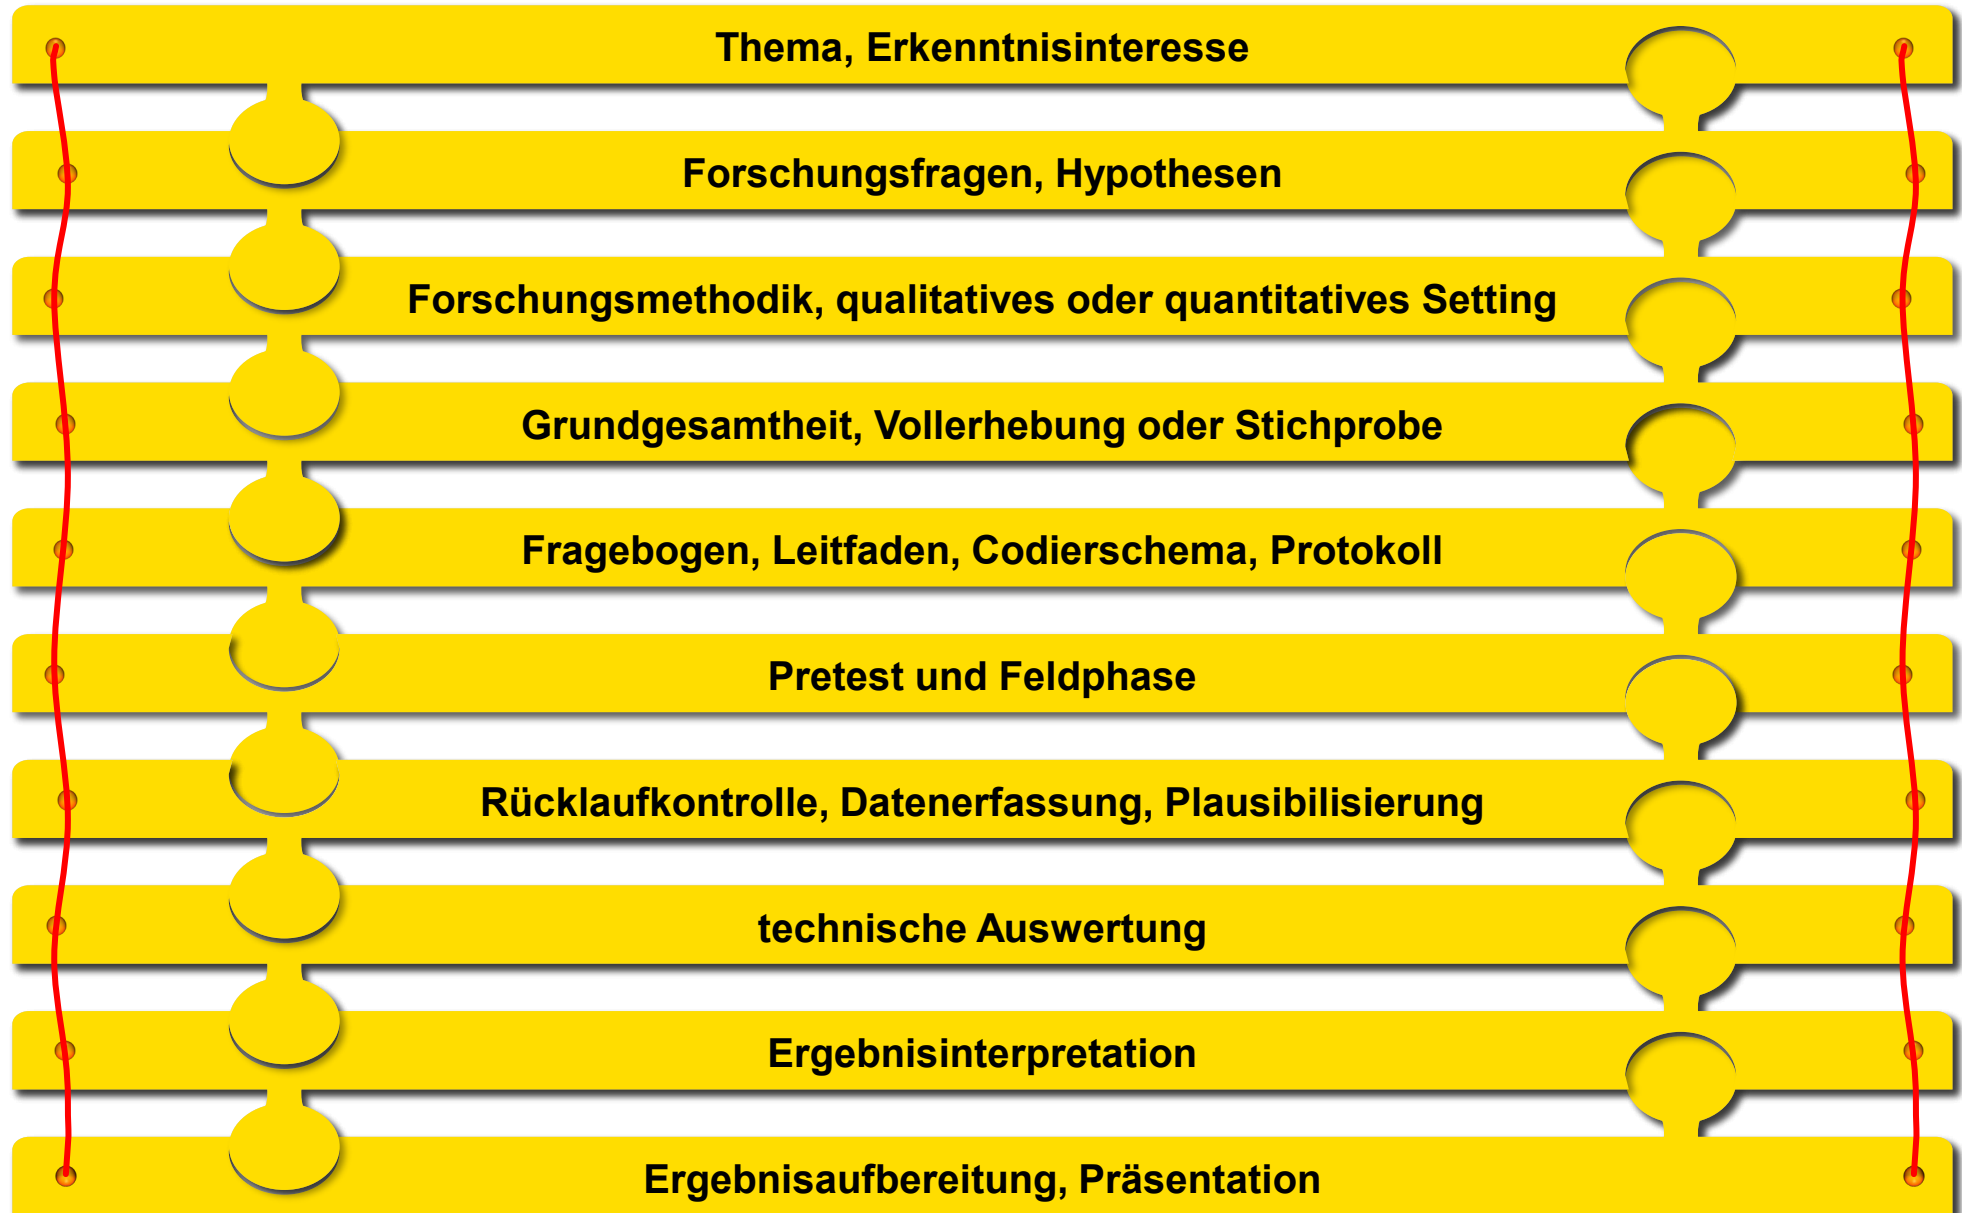 Thema, Erkenntnisinteresse
Forschungsfragen, Hypothesen
Forschungsmethodik, qualitatives oder quantitatives Setting
Grundgesamtheit, Vollerhebung oder Stichprobe
Fragebogen, Leitfaden, Codierschema, Protokoll
Pretest und Feldphase
Rücklaufkontrolle, Datenerfassung, Plausibilisierung
technische Auswertung
Ergebnisinterpretation
Ergebnisaufbereitung, Präsentation